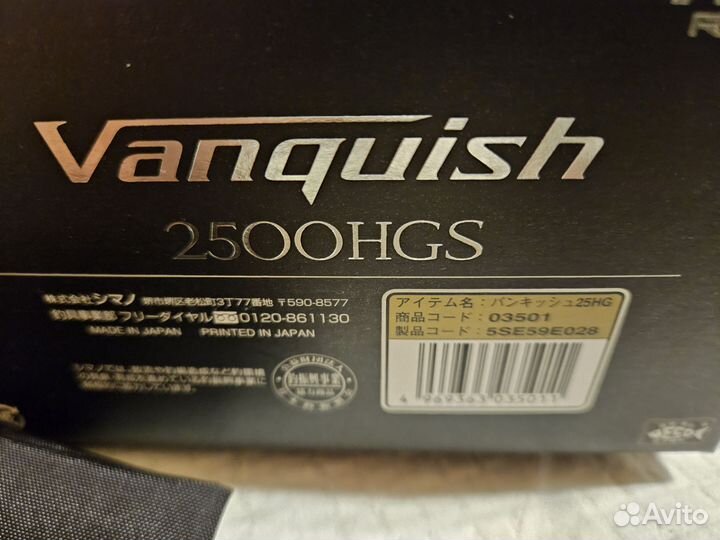 Vanquish
2500HGS
株式会社シマノ 堺市堺区老松町3丁77番地 〒590-8577
釣具事業部 フリーダイヤル 0120-861130
MADE IN JAPAN PRINTED IN JAPAN
アイテム名：バンキッシュ25HG
商品コード：03501
製品コード：5SE59E028
4 969363 035011
Avito